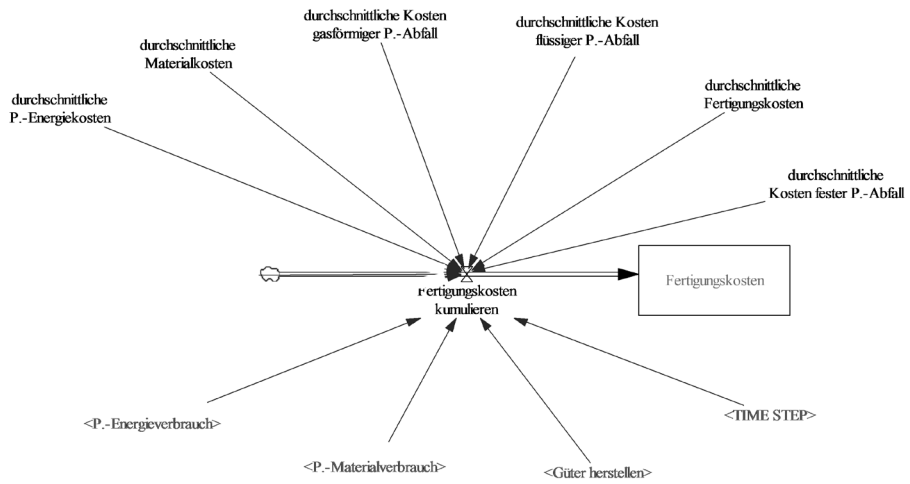 durchschnittliche Kosten
gasförmiger P.-Abfall
durchschnittliche Kosten
flüssiger P.-Abfall
durchschnittliche
Materialkosten
durchschnittliche
P.-Energiekosten
durchschnittliche
Fertigungskosten
durchschnittliche
Kosten fester P.-Abfall
Fertigungskosten
Fertigungskosten
kumulieren
<P.-Energieverbrauch>
<TIME STEP>
<P.-Materialverbrauch>
<Güter herstellen>